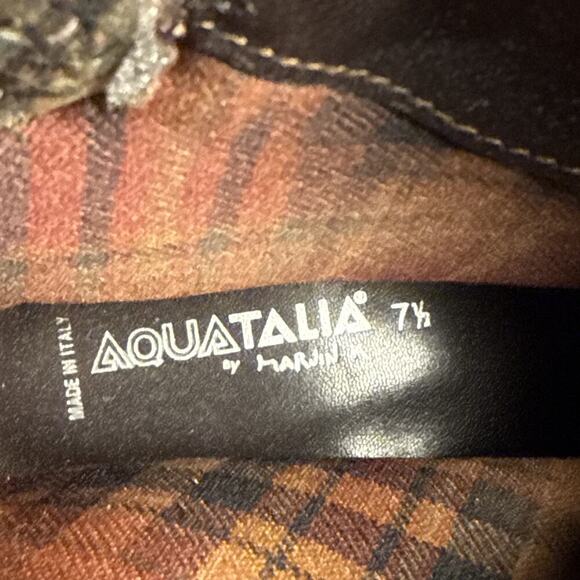 MADE IN ITALY
AQUATALIA® 7½
by MARVIN K.